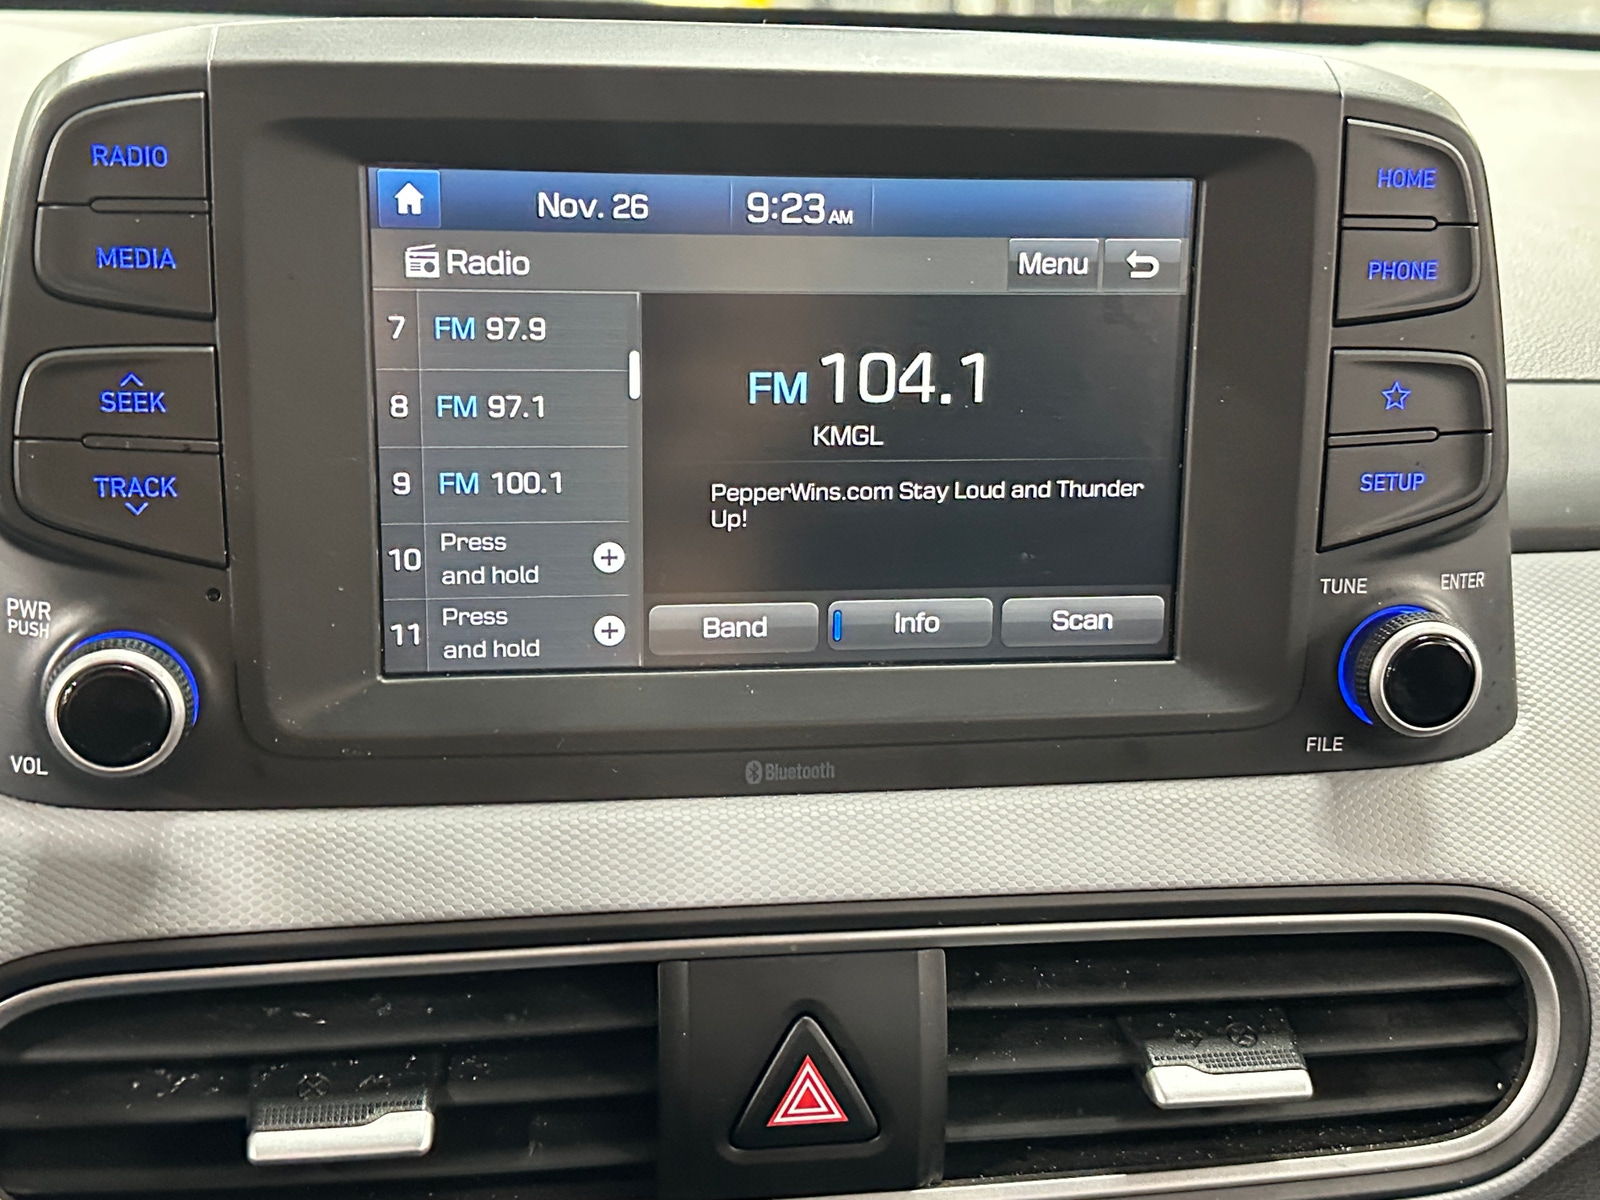 RADIO
MEDIA
SEEK
TRACK
PWR
PUSH
VOL
Nov. 26
9:23 AM
Radio
Menu
7 FM 97.9
8 FM 97.1
9 FM 100.1
10 Press
and hold
11 Press
and hold
FM 104.1
KMGL
PepperWins.com Stay Loud and Thunder
Up!
Band
Info
Scan
HOME
PHONE
SETUP
TUNE
ENTER
FILE
Bluetooth